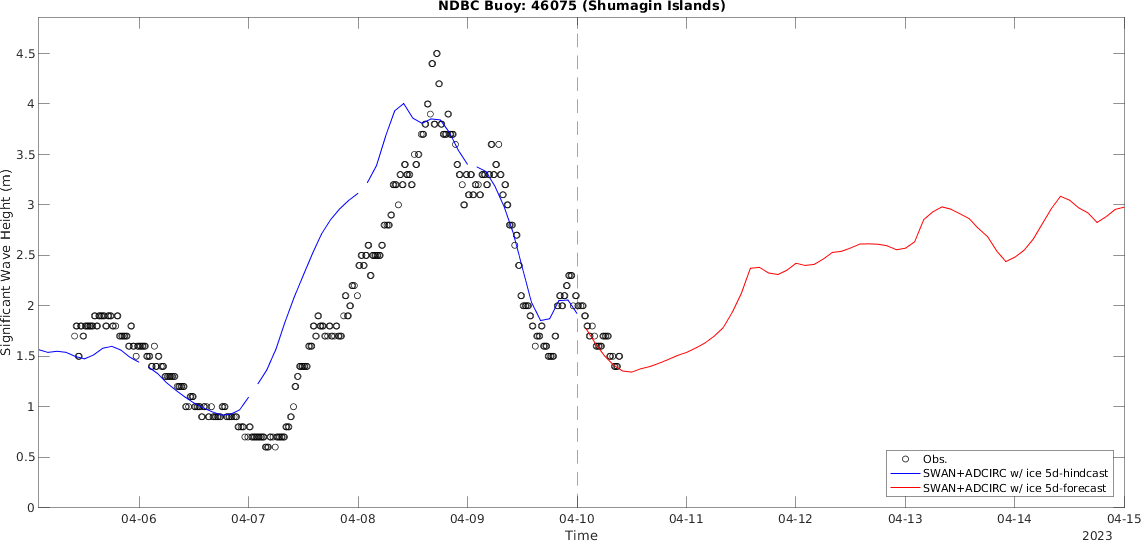 NDBC Buoy: 46075 (Shumagin Islands)
Significant Wave Height (m)
4.5
4
3.5
3
2.5
2
1.5
1
0.5
0
04-06 04-07 04-08 04-09 04-10 04-11 04-12 04-13 04-14 04-15
Time
2023
Obs.
SWAN+ADCIRC w/ ice 5d-hindcast
SWAN+ADCIRC w/ ice 5d-forecast